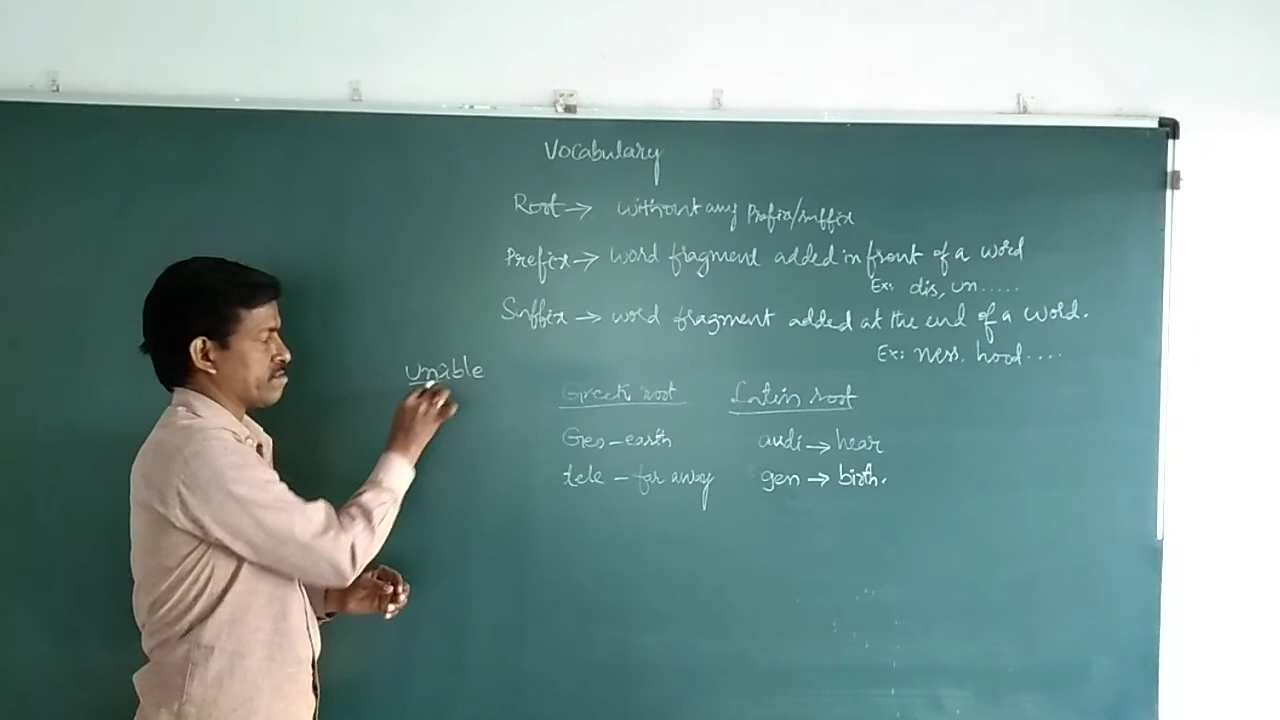 Vocabulary
Root → without any Prefix/suffix
Prefix → word fragment added in front of a word
Ex: dis, un.....
Suffix → word fragment added at the end of a word.
Ex: ness. hood....
unable
Greek root Latin root
Geo - earth audi → hear
tele - far away gen → birth.